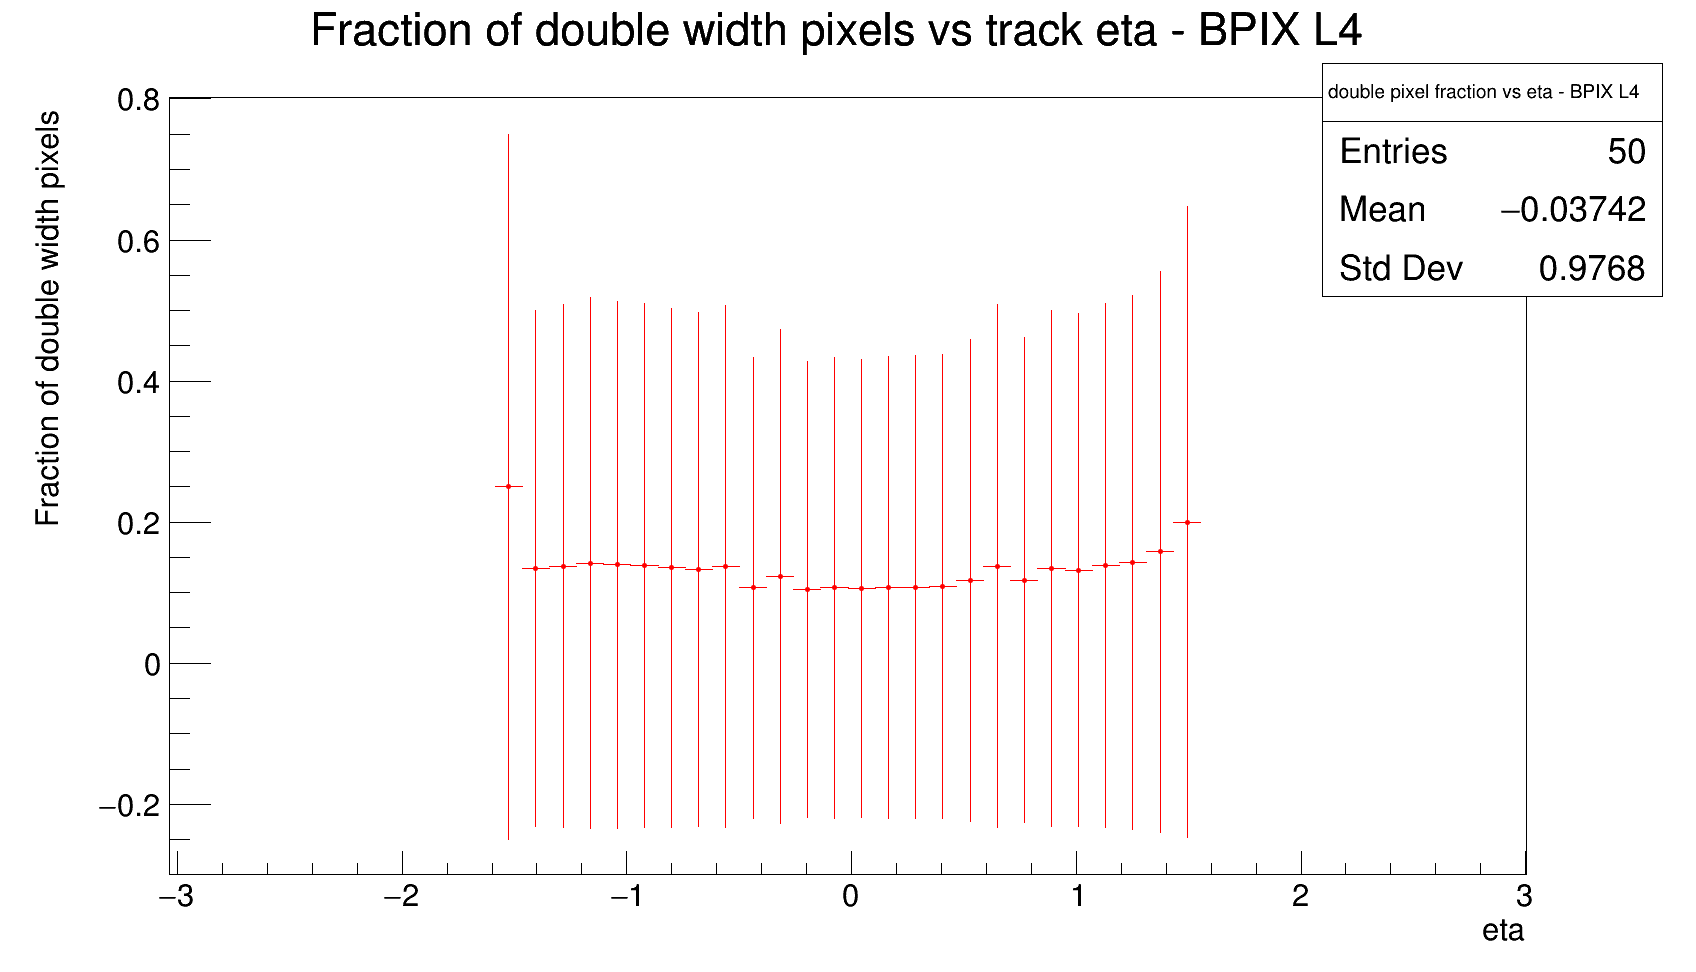 Fraction of double width pixels vs track eta - BPIX L4
double pixel fraction vs eta - BPIX L4
Entries 50
Mean −0.03742
Std Dev 0.9768
Fraction of double width pixels
0.8
0.6
0.4
0.2
0
−0.2
−3 −2 −1 0 1 2 3
eta